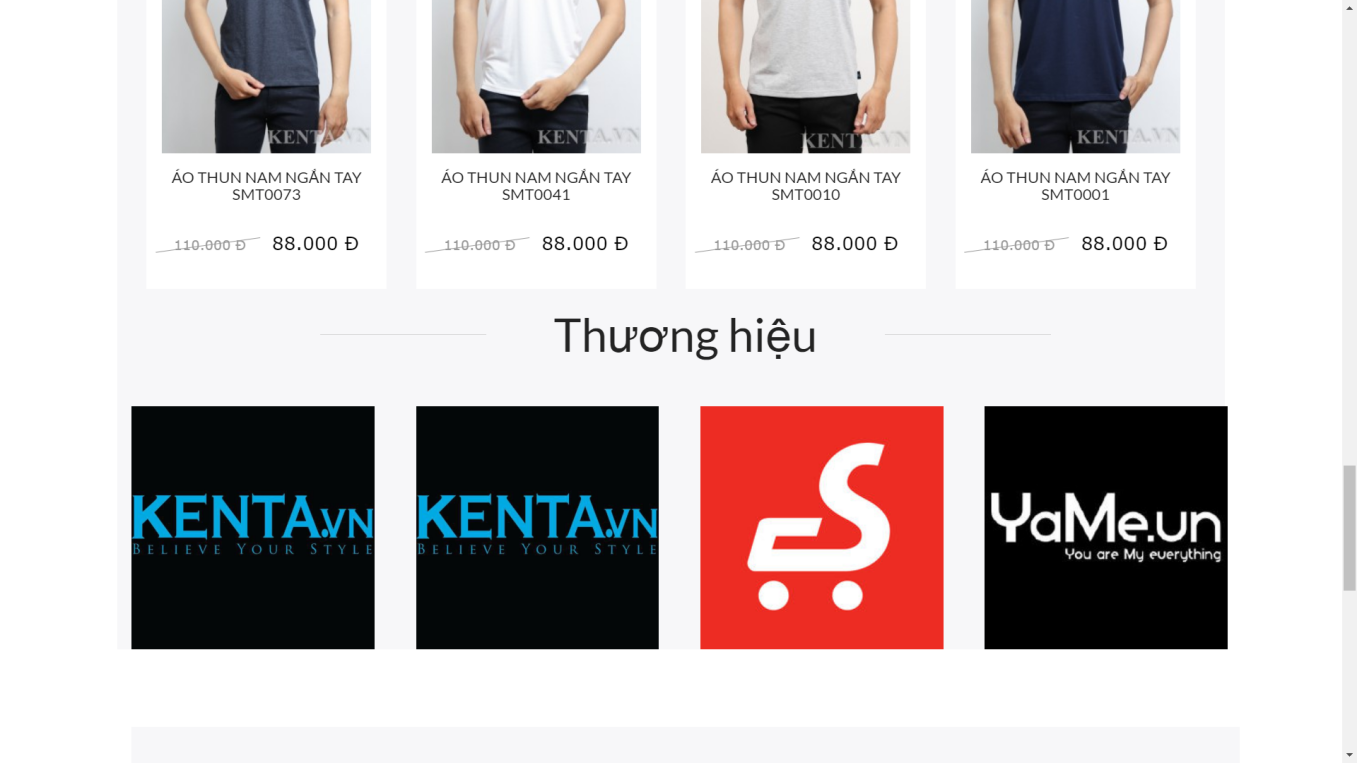 KENTA.VN KENTA.VN KENTA.VN KENTA.VN
ÁO THUN NAM NGẮN TAY
SMT0073
110.000 Đ 88.000 Đ
ÁO THUN NAM NGẮN TAY
SMT0041
110.000 Đ 88.000 Đ
ÁO THUN NAM NGẮN TAY
SMT0010
110.000 Đ 88.000 Đ
ÁO THUN NAM NGẮN TAY
SMT0001
110.000 Đ 88.000 Đ
Thương hiệu
KENTA.VN
BELIEVE YOUR STYLE
KENTA.VN
BELIEVE YOUR STYLE
YaMe.vn
You are My everything